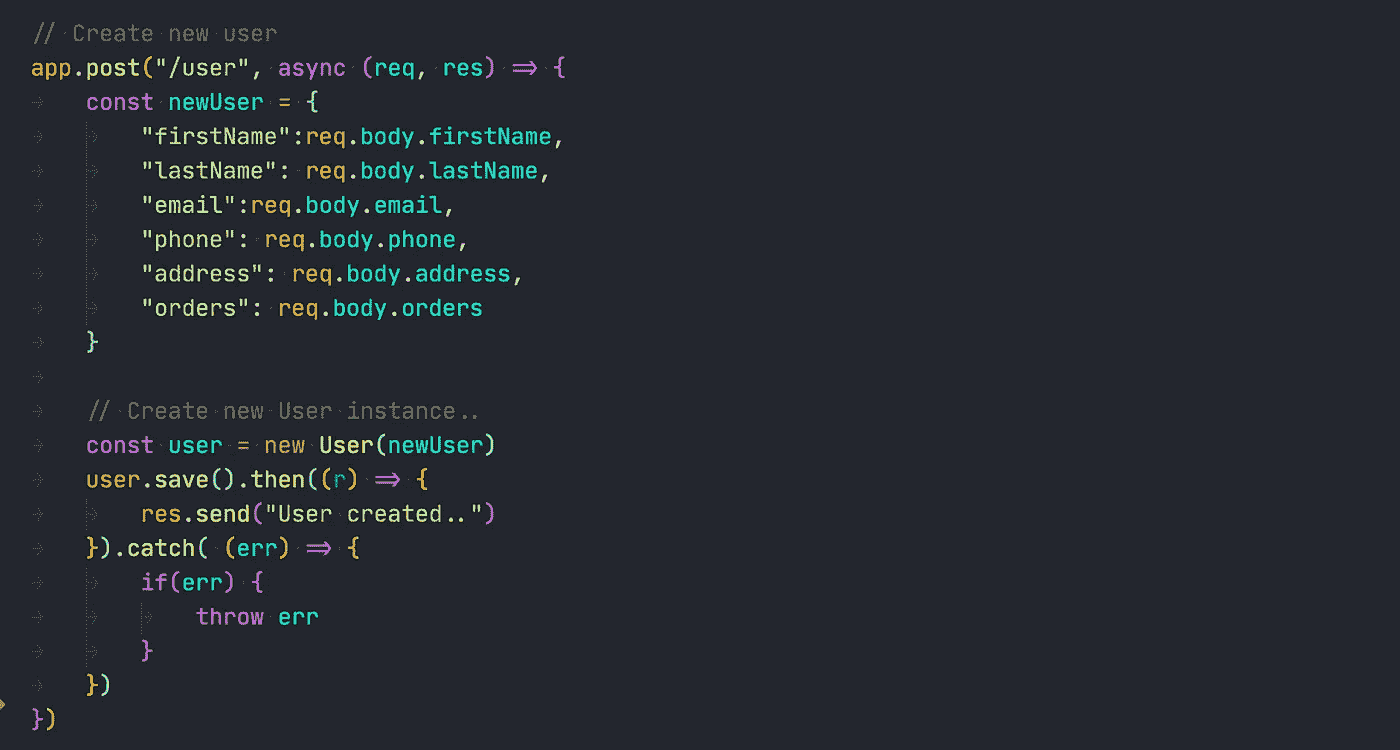 // Create new user
app.post("/user", async (req, res) => {
    const newUser = {
        "firstName":req.body.firstName,
        "lastName": req.body.lastName,
        "email":req.body.email,
        "phone": req.body.phone,
        "address": req.body.address,
        "orders": req.body.orders
    }

    // Create new User instance..
    const user = new User(newUser)
    user.save().then((r) => {
        res.send("User created..")
    }).catch( (err) => {
        if(err) {
            throw err
        }
    })
})